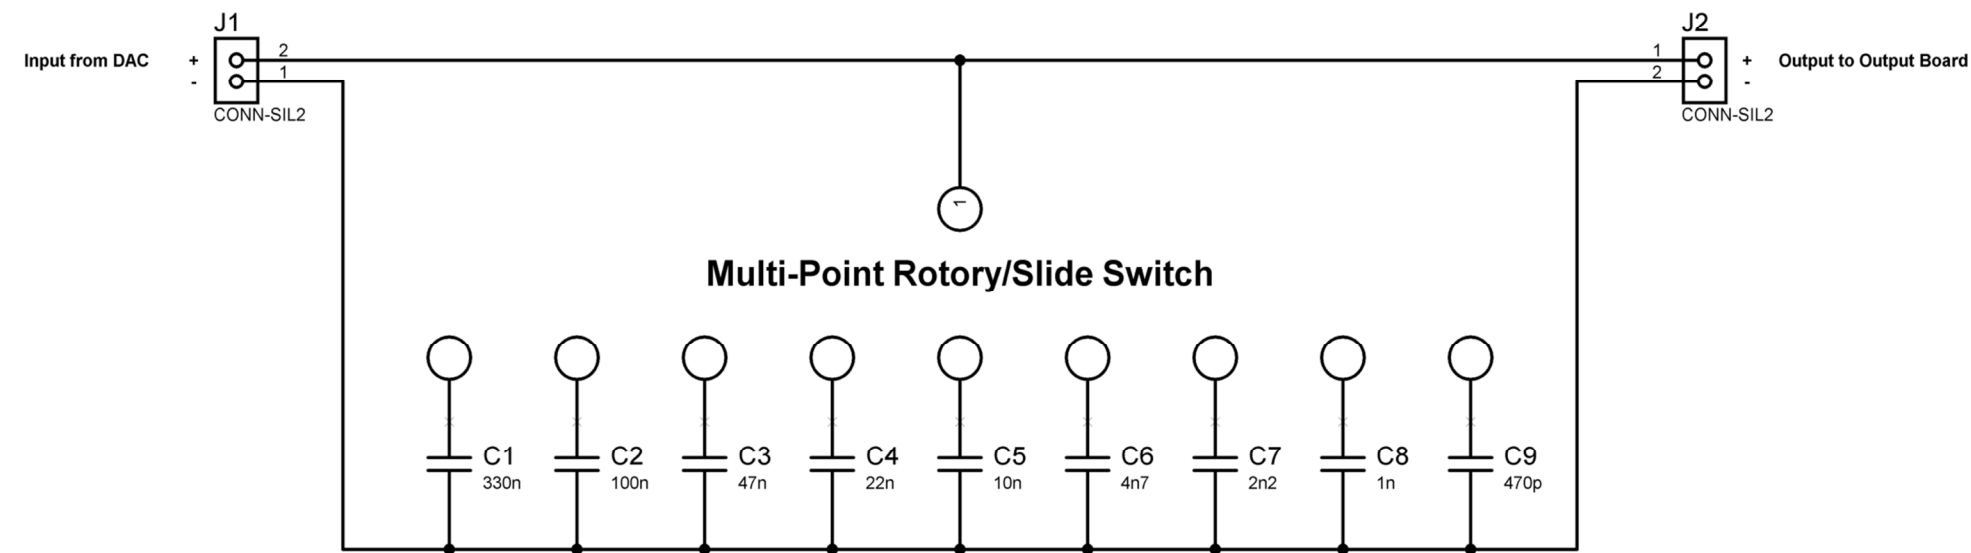 J1
J2
Input from DAC + 2 1 + Output to Output Board
- 1 2 -
CONN-SIL2
CONN-SIL2
1
Multi-Point Rotory/Slide Switch
C1 C2 C3 C4 C5 C6 C7 C8 C9
330n 100n 47n 22n 10n 4n7 2n2 1n 470p